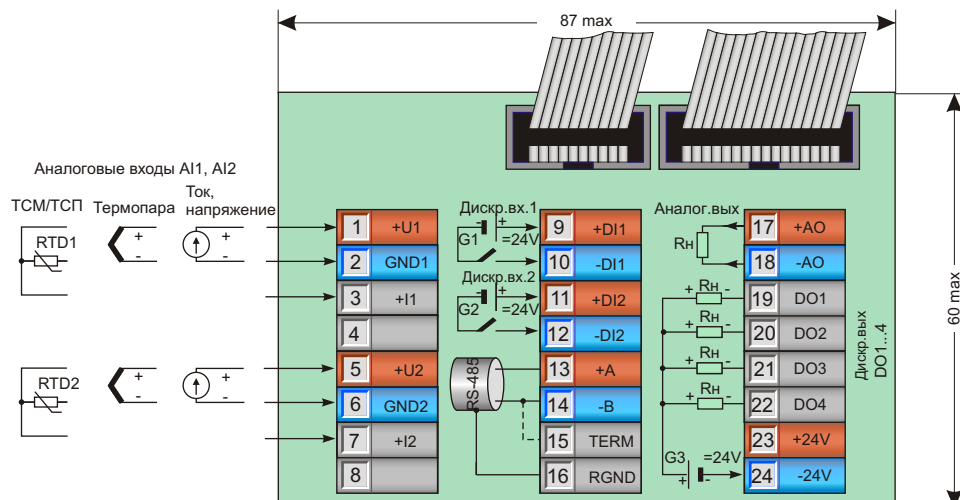 87 max
60 max
Аналоговые входы AI1, AI2
ТСМ/ТСП
Термопара
Ток,
напряжение
RTD1
+
-
+
-
RTD2
+
-
+
-
1 +U1
2 GND1
3 +I1
4
5 +U2
6 GND2
7 +I2
8
Дискр.вх.1
- +
G1 =24V
Дискр.вх.2
- +
G2 =24V
RS-485
9 +DI1
10 -DI1
11 +DI2
12 -DI2
13 +A
14 -B
15 TERM
16 RGND
Аналог.вых
Rн
+ Rн -
+ Rн -
+ Rн -
+ Rн -
G3 =24V
+ -
17 +AO
18 -AO
19 DO1
20 DO2
21 DO3
22 DO4
23 +24V
24 -24V
Дискр.вых
DO1...4